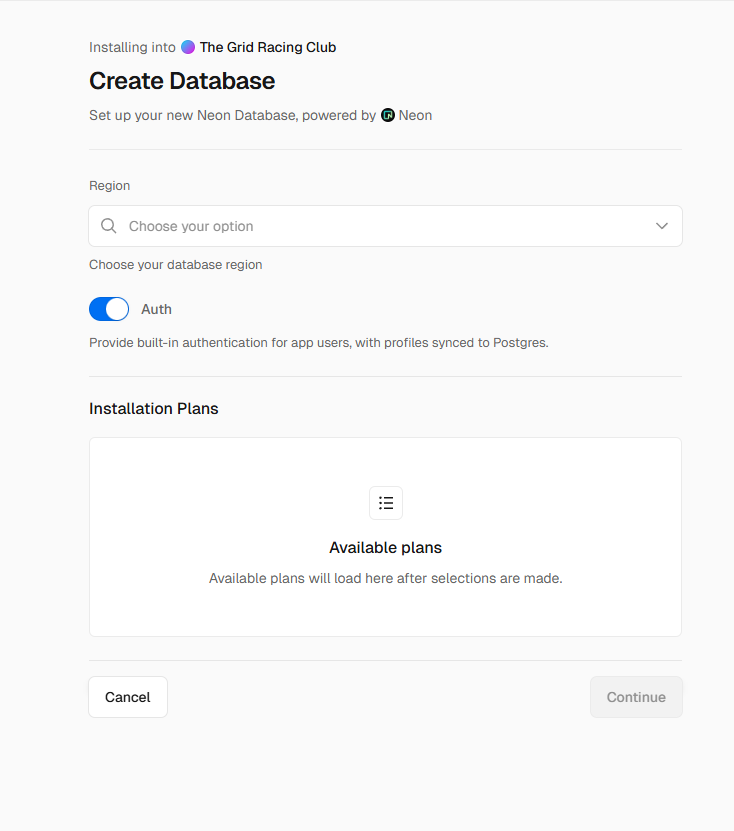 Installing into The Grid Racing Club
Create Database
Set up your new Neon Database, powered by Neon
Region
Choose your option
Choose your database region
Auth
Provide built-in authentication for app users, with profiles synced to Postgres.
Installation Plans
Available plans
Available plans will load here after selections are made.
Cancel
Continue